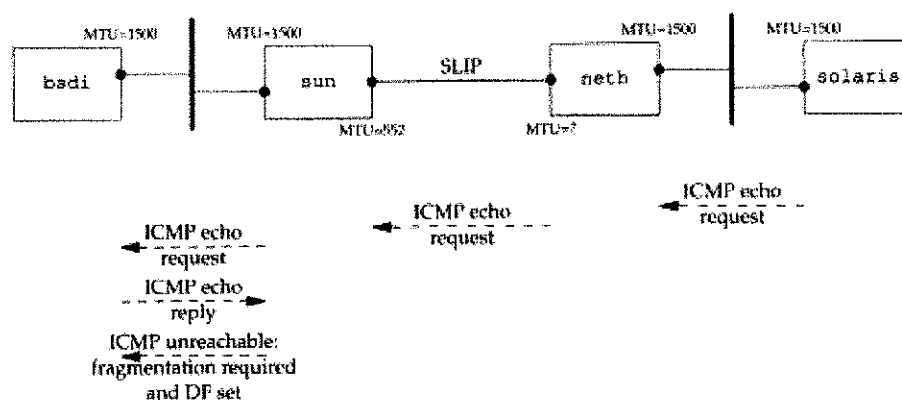 MTU=1500
MTU=1500
MTU=1500
MTU=1500
bsdi
sun
SLIP
netb
solaris
MTU=552
MTU=?
ICMP echo
request
ICMP echo
request
ICMP echo
request
ICMP echo
reply
ICMP unreachable:
fragmentation required
and DF set